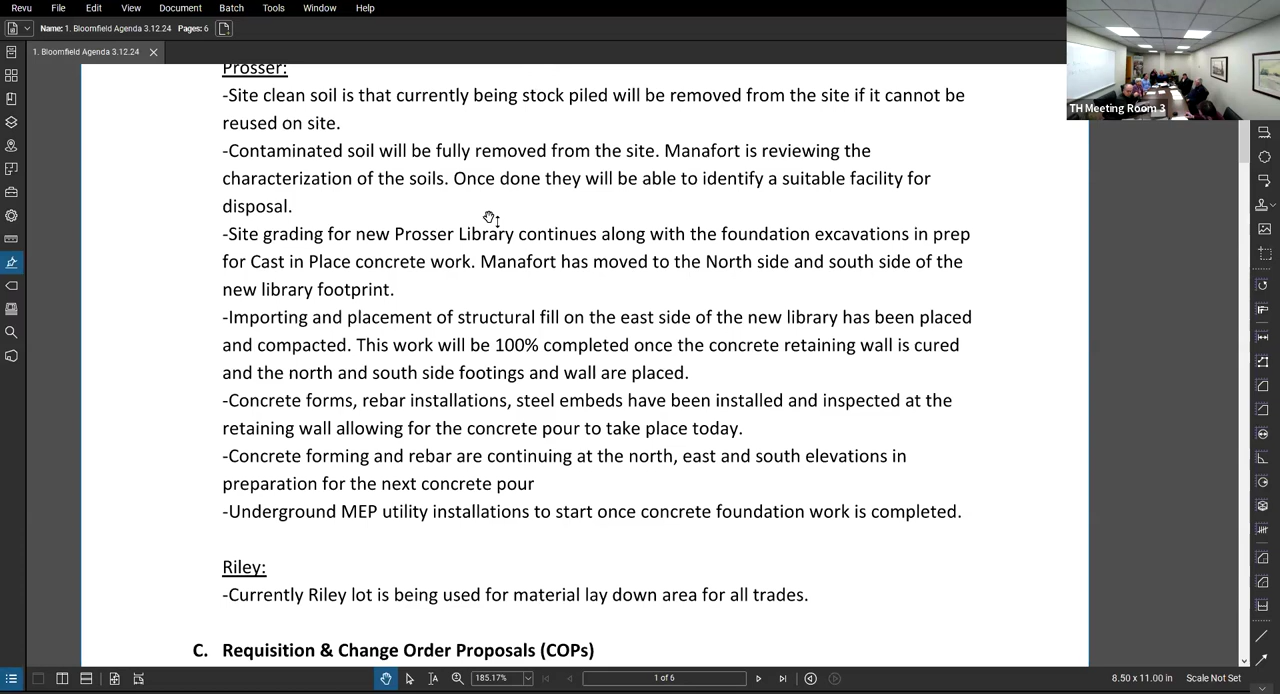 Revu File Edit View Document Batch Tools Window Help
Name: 1. Bloomfield Agenda 3.12.24 Pages: 6
1. Bloomfield Agenda 3.12.24
TH Meeting Room 3
Prosser:
-Site clean soil is that currently being stock piled will be removed from the site if it cannot be
reused on site.
-Contaminated soil will be fully removed from the site. Manafort is reviewing the
characterization of the soils. Once done they will be able to identify a suitable facility for
disposal.
-Site grading for new Prosser Library continues along with the foundation excavations in prep
for Cast in Place concrete work. Manafort has moved to the North side and south side of the
new library footprint.
-Importing and placement of structural fill on the east side of the new library has been placed
and compacted. This work will be 100% completed once the concrete retaining wall is cured
and the north and south side footings and wall are placed.
-Concrete forms, rebar installations, steel embeds have been installed and inspected at the
retaining wall allowing for the concrete pour to take place today.
-Concrete forming and rebar are continuing at the north, east and south elevations in
preparation for the next concrete pour
-Underground MEP utility installations to start once concrete foundation work is completed.
Riley:
-Currently Riley lot is being used for material lay down area for all trades.
C. Requisition & Change Order Proposals (COPs)
185.17% 1 of 6 8.50 x 11.00 in Scale Not Set